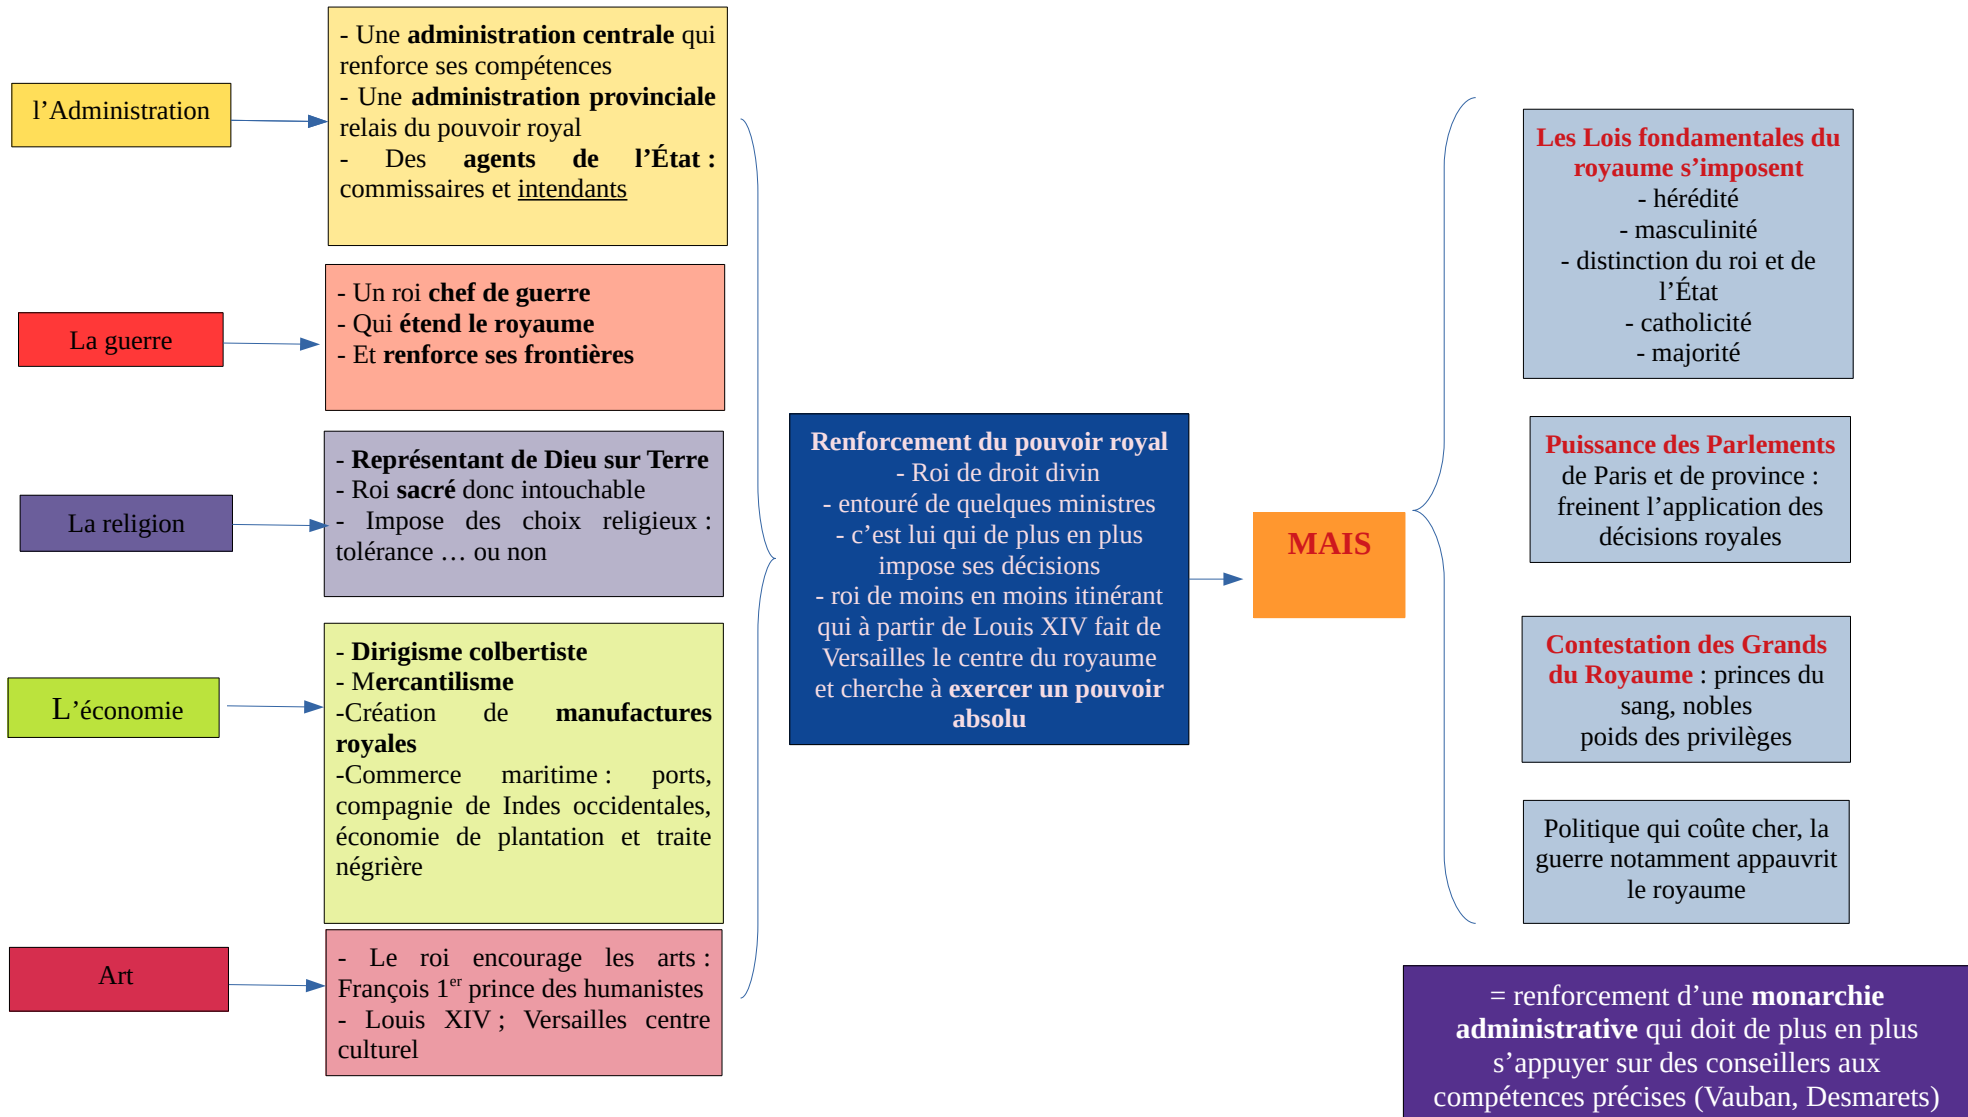 l’Administration
- Une administration centrale qui
renforce ses compétences
- Une administration provinciale
relais du pouvoir royal
- Des agents de l’État :
commissaires et intendants
La guerre
- Un roi chef de guerre
- Qui étend le royaume
- Et renforce ses frontières
La religion
- Représentant de Dieu sur Terre
- Roi sacré donc intouchable
- Impose des choix religieux :
tolérance … ou non
L’économie
- Dirigisme colbertiste
- Mercantilisme
-Création de manufactures
royales
-Commerce maritime : ports,
compagnie de Indes occidentales,
économie de plantation et traite
négrière
Art
- Le roi encourage les arts :
François 1er prince des humanistes
- Louis XIV ; Versailles centre
culturel
Renforcement du pouvoir royal
- Roi de droit divin
- entouré de quelques ministres
- c’est lui qui de plus en plus
impose ses décisions
- roi de moins en moins itinérant
qui à partir de Louis XIV fait de
Versailles le centre du royaume
et cherche à exercer un pouvoir
absolu
MAIS
Les Lois fondamentales du
royaume s’imposent
- hérédité
- masculinité
- distinction du roi et de
l’État
- catholicité
- majorité
Puissance des Parlements
de Paris et de province :
freinent l’application des
décisions royales
Contestation des Grands
du Royaume : princes du
sang, nobles
poids des privilèges
Politique qui coûte cher, la
guerre notamment appauvrit
le royaume
= renforcement d’une monarchie
administrative qui doit de plus en plus
s’appuyer sur des conseillers aux
compétences précises (Vauban, Desmarets)